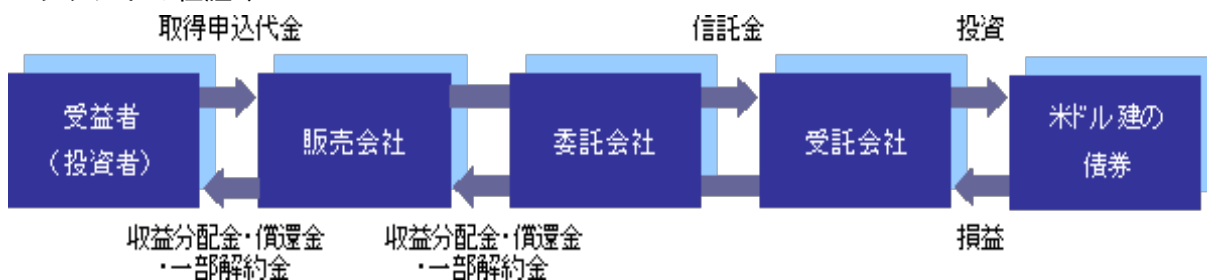 取得申込代金
信託金
投資
受益者
(投資者)
販売会社
委託会社
受託会社
米ドル建の
債券
収益分配金・償還金
・一部解約金
収益分配金・償還金
・一部解約金
損益